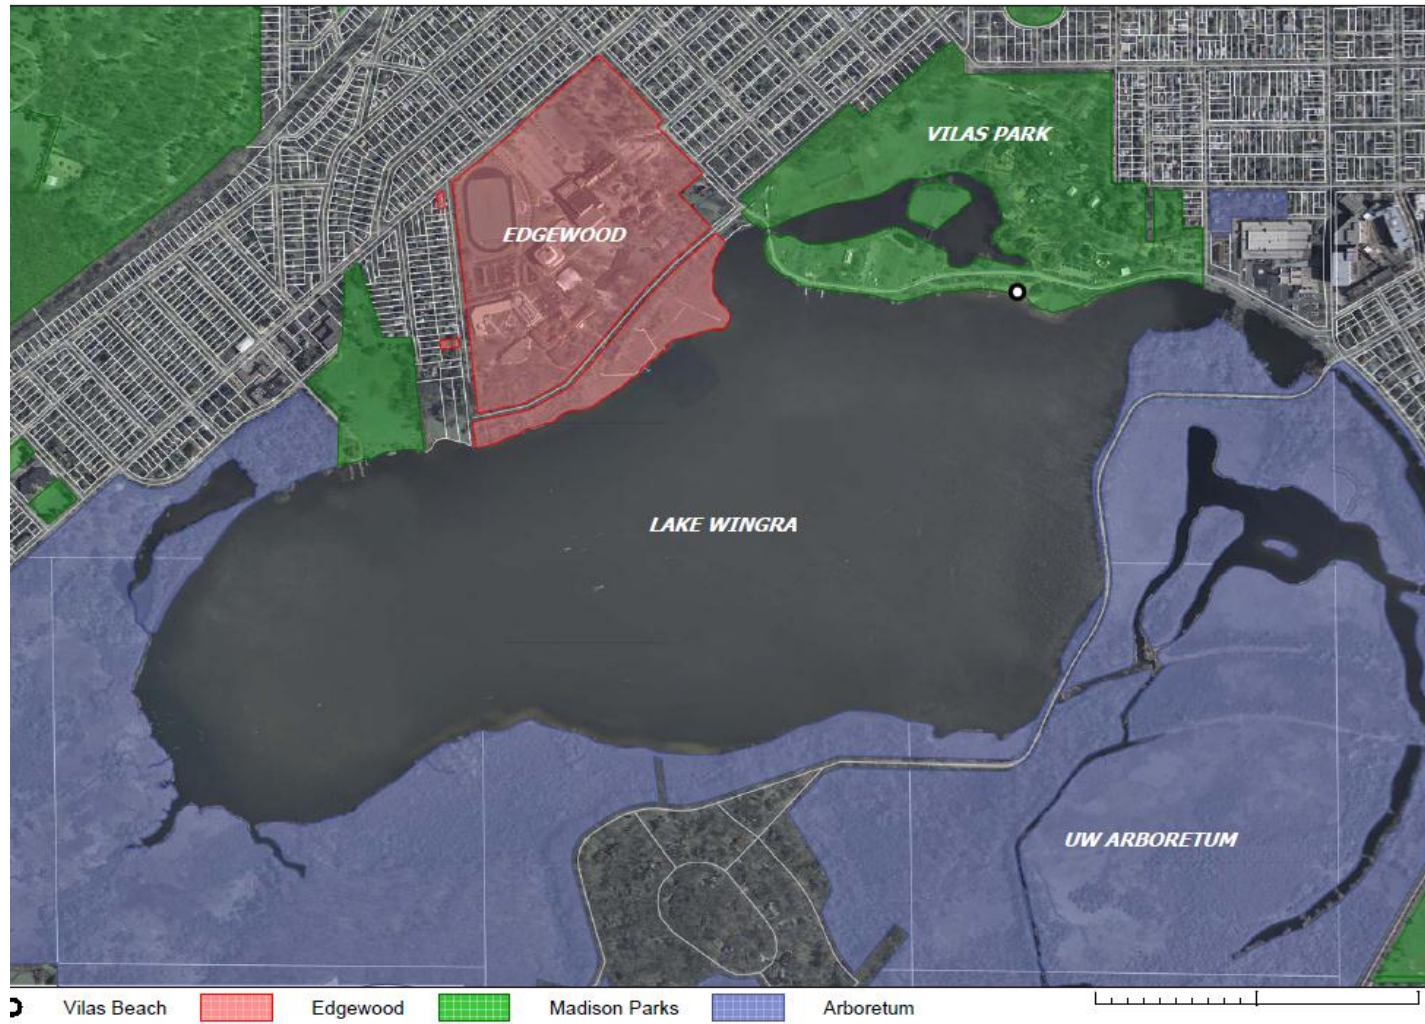 VILAS PARK
EDGEWOOD
LAKE WINGRA
UW ARBORETUM
Vilas Beach Edgewood Madison Parks Arboretum